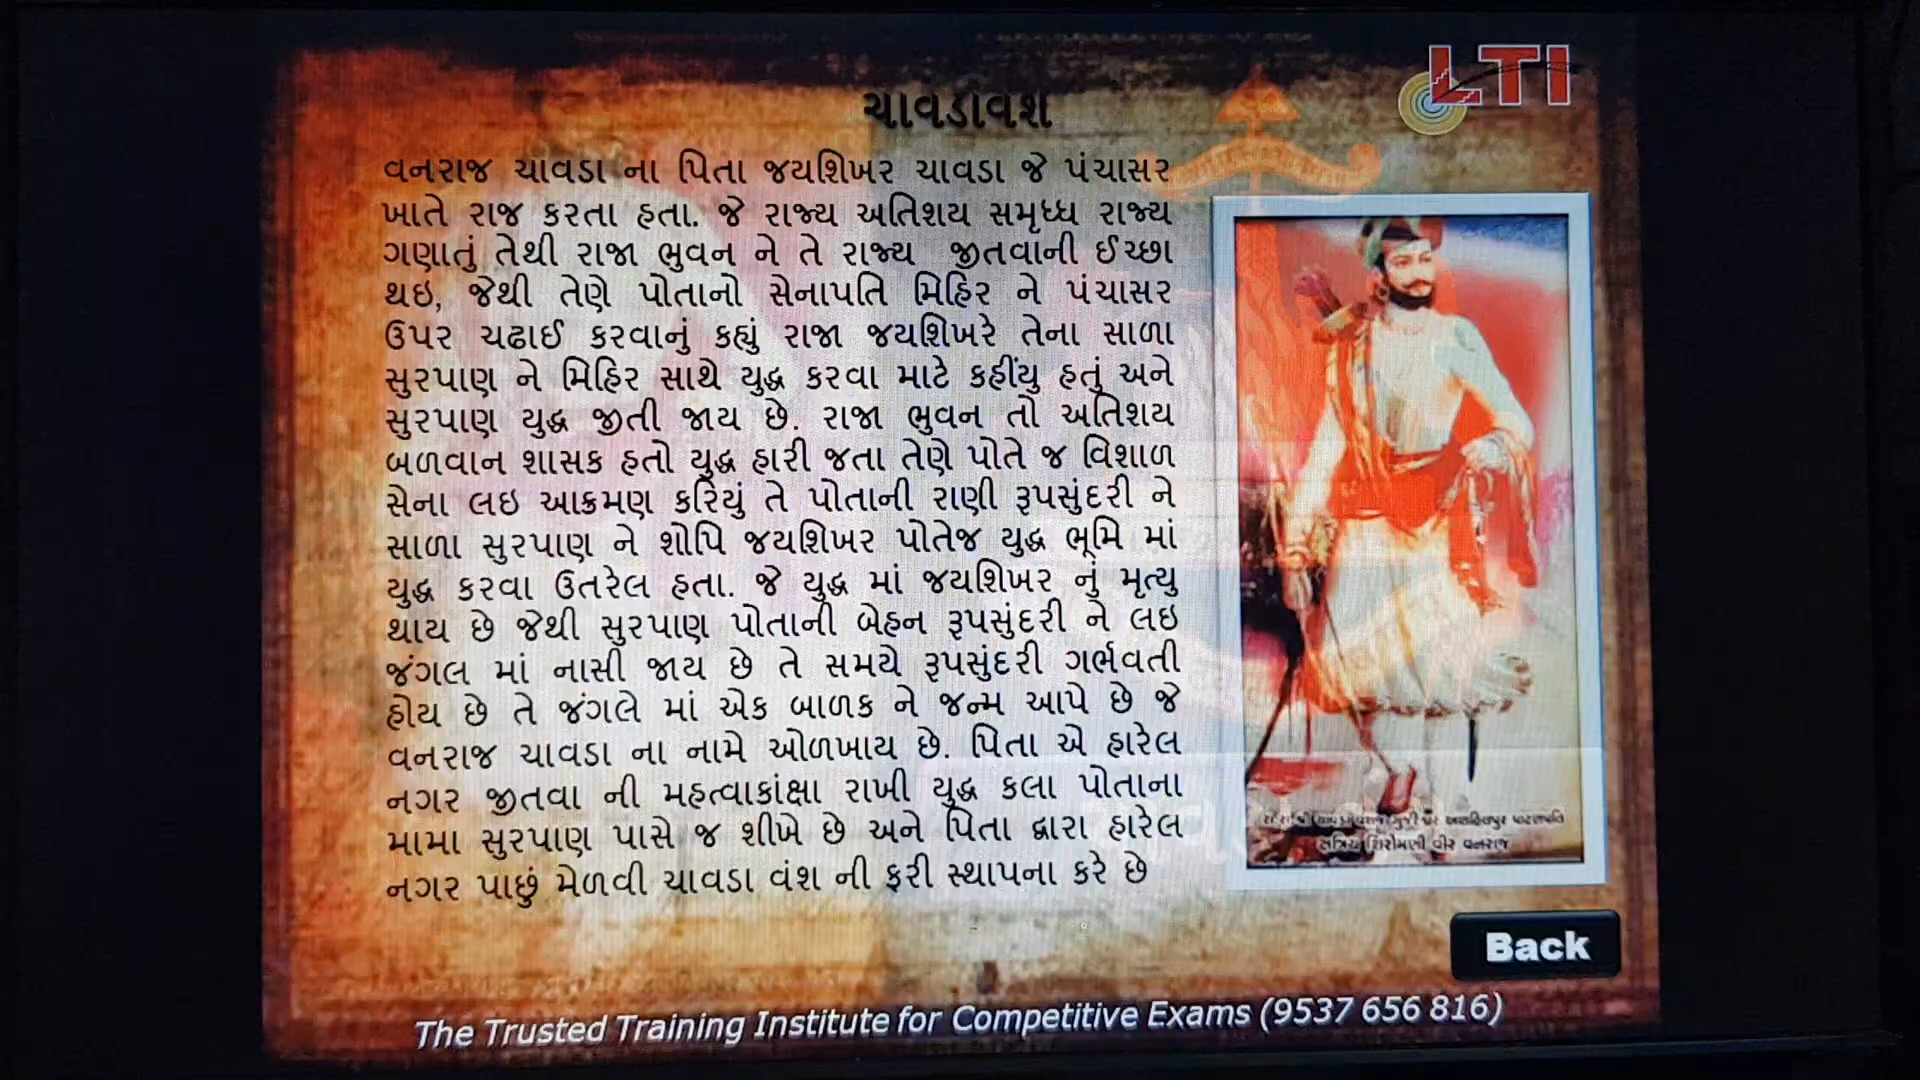 LTI
ચાવડાવંશ
વનરાજ ચાવડા ના પિતા જયશિખર ચાવડા જે પંચાસર
ખાતે રાજ કરતા હતા. જે રાજ્ય અતિશય સમૃધ્ધ રાજ્ય
ગણાતું તેથી રાજા ભુવન ને તે રાજ્ય જીતવાની ઈચ્છા
થઇ, જેથી તેણે પોતાનો સેનાપતિ મિહિર ને પંચાસર
ઉપર ચઢાઈ કરવાનું કહ્યું રાજા જયશિખરે તેના સાળા
સુરપાણ ને મિહિર સાથે યુદ્ધ કરવા માટે કહીંયુ હતું અને
સુરપાણ યુદ્ધ જીતી જાય છે. રાજા ભુવન તો અતિશય
બળવાન શાસક હતો યુદ્ધ હારી જતા તેણે પોતે જ વિશાળ
સેના લઇ આક્રમણ કરિયું તે પોતાની રાણી રૂપસુંદરી ને
સાળા સુરપાણ ને શોપિ જયશિખર પોતેજ યુદ્ધ ભૂમિ માં
યુદ્ધ કરવા ઉતરેલ હતા. જે યુદ્ધ માં જયશિખર નું મૃત્યુ
થાય છે જેથી સુરપાણ પોતાની બેહન રૂપસુંદરી ને લઇ
જંગલ માં નાસી જાય છે તે સમયે રૂપસુંદરી ગર્ભવતી
હોય છે તે જંગલે માં એક બાળક ને જન્મ આપે છે જે
વનરાજ ચાવડા ના નામે ઓળખાય છે. પિતા એ હારેલ
નગર જીતવા ની મહત્વાકાંક્ષા રાખી યુદ્ધ કલા પોતાના
મામા સુરપાણ પાસે જ શીખે છે અને પિતા દ્વારા હારેલ
નગર પાછું મેળવી ચાવડા વંશ ની ફરી સ્થાપના કરે છે
અણહિલપુર પાટણપતિ
ક્ષત્રિય શિરોમણી વીર વનરાજ
Back
The Trusted Training Institute for Competitive Exams (9537 656 816)